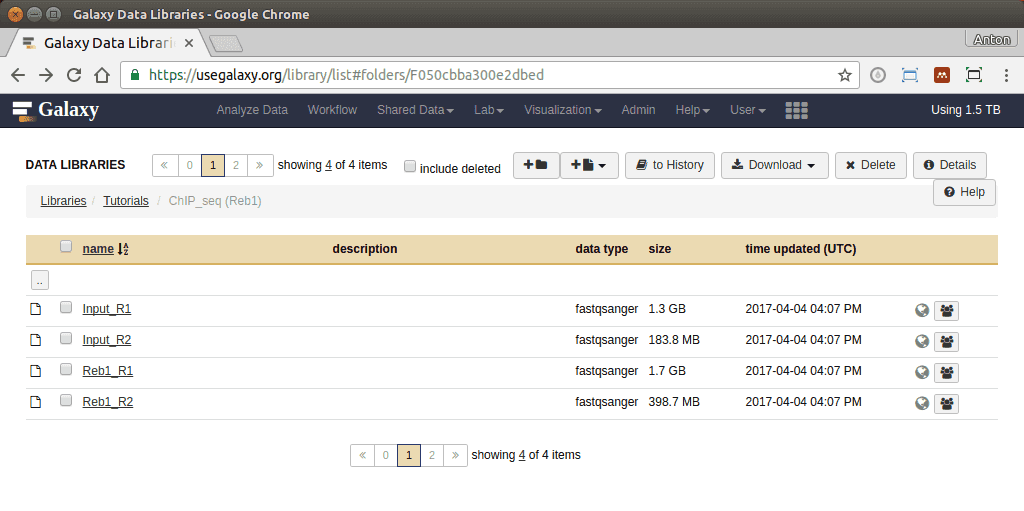 Galaxy Data Libraries - Google Chrome
Galaxy Data Librari
Anton
https://usegalaxy.org/library/list#folders/F050cbba300e2dbed
Galaxy Analyze Data Workflow Shared Data Lab Visualization Admin Help User Using 1.5 TB
DATA LIBRARIES « 0 1 2 » showing 4 of 4 items include deleted + + to History Download Delete Details
Libraries / Tutorials / ChIP_seq (Reb1) Help
name description data type size time updated (UTC)
..
Input_R1 fastqsanger 1.3 GB 2017-04-04 04:07 PM
Input_R2 fastqsanger 183.8 MB 2017-04-04 04:07 PM
Reb1_R1 fastqsanger 1.7 GB 2017-04-04 04:07 PM
Reb1_R2 fastqsanger 398.7 MB 2017-04-04 04:07 PM
« 0 1 2 » showing 4 of 4 items